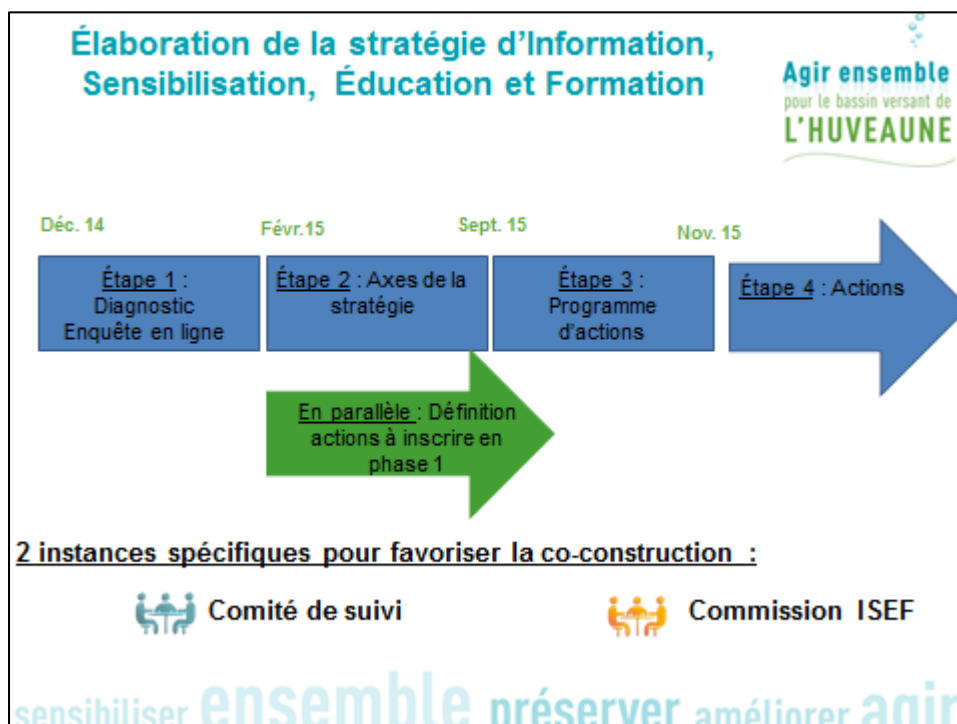 Élaboration de la stratégie d'Information,
Sensibilisation, Éducation et Formation
Agir ensemble
pour le bassin versant de
L'HUVEAUNE
Déc. 14
Févr.15
Sept. 15
Nov. 15
Étape 1 :
Diagnostic
Enquête en ligne
Étape 2 : Axes de la
stratégie
Étape 3 :
Programme
d'actions
Étape 4 : Actions
En parallèle : Définition
actions à inscrire en
phase 1
2 instances spécifiques pour favoriser la co-construction :
Comité de suivi
Commission ISEF
sensibiliser ensemble préserver améliorer agir